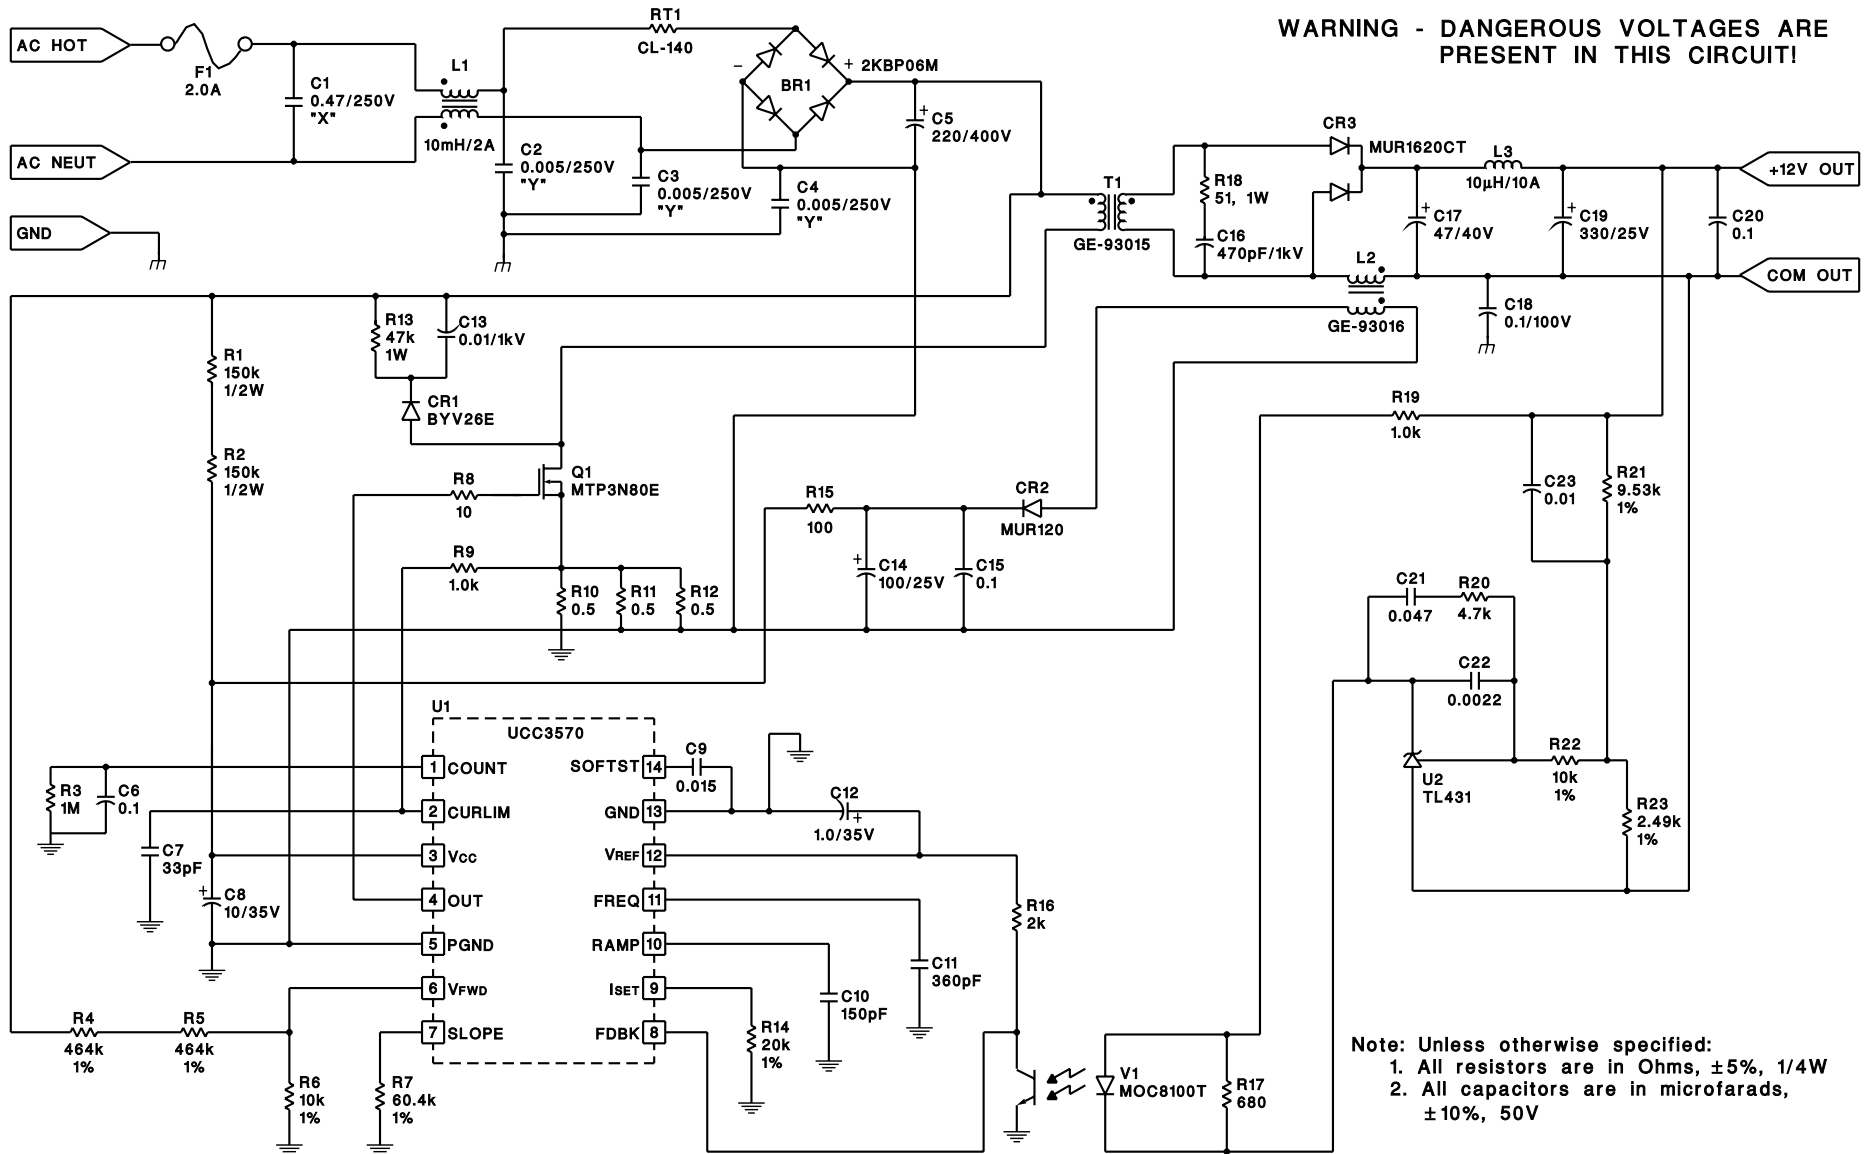 WARNING - DANGEROUS VOLTAGES ARE
PRESENT IN THIS CIRCUIT!
AC HOT
F1
2.0A
C1
0.47/250V
"X"
L1
10mH/2A
AC NEUT
GND
RT1
CL-140
C2
0.005/250V
"Y"
C3
0.005/250V
"Y"
BR1
-
+ 2KBP06M
C4
0.005/250V
"Y"
+
C5
220/400V
T1
GE-93015
R18
51, 1W
C16
470pF/1kV
CR3
MUR1620CT
L3
10µH/10A
+12V OUT
+
C17
47/40V
+
C19
330/25V
C20
0.1
L2
GE-93016
COM OUT
C18
0.1/100V
R13
47k
1W
C13
0.01/1kV
R1
150k
1/2W
CR1
BYV26E
R2
150k
1/2W
R8
10
Q1
MTP3N80E
R9
1.0k
R10
0.5
R11
0.5
R12
0.5
R15
100
CR2
MUR120
+
C14
100/25V
C15
0.1
R19
1.0k
C23
0.01
R21
9.53k
1%
C21
0.047
R20
4.7k
C22
0.0022
U2
TL431
R22
10k
1%
R23
2.49k
1%
U1
UCC3570
1 COUNT
2 CURLIM
3 VCC
4 OUT
5 PGND
6 VFWD
7 SLOPE
SOFTST 14
GND 13
VREF 12
FREQ 11
RAMP 10
ISET 9
FDBK 8
R3
1M
C6
0.1
C7
33pF
+
C8
10/35V
C9
0.015
C12
+
1.0/35V
R16
2k
C11
360pF
C10
150pF
R14
20k
1%
R4
464k
1%
R5
464k
1%
R6
10k
1%
R7
60.4k
1%
V1
MOC8100T
R17
680
Note: Unless otherwise specified:
1. All resistors are in Ohms, ±5%, 1/4W
2. All capacitors are in microfarads,
±10%, 50V